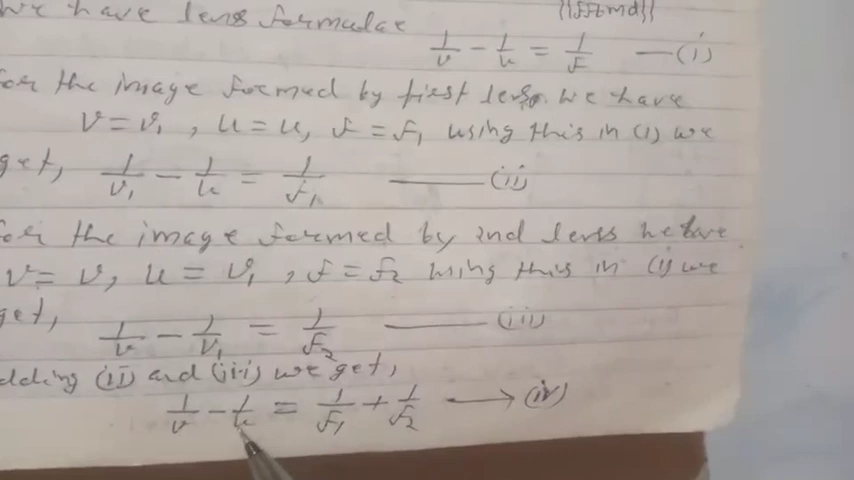 We have lens formulae
1/v - 1/u = 1/f —(i)
for the image formed by first lens. we have
v = v₁, u = u, f = f₁ using this in (i) we
get, 1/v₁ - 1/u = 1/f₁ ——(ii)
for the image formed by 2nd lens we have
v = v, u = v₁, f = f₂ using this in (i) we
get, 1/v - 1/v₁ = 1/f₂ ——(iii)
dding (ii) and (iii) we get,
1/v - 1/u = 1/f₁ + 1/f₂ ⟶ (iv)